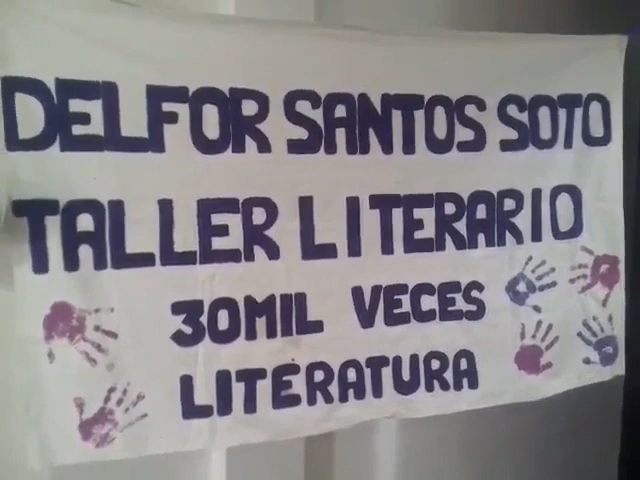 DELFOR SANTOS SOTO
TALLER LITERARIO
30MIL VECES
LITERATURA